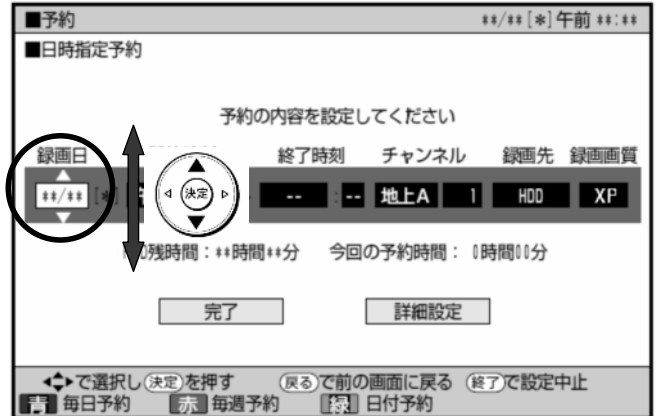 ■予約 **/** [*] 午前 **:**
■日時指定予約
予約の内容を設定してください
録画日 終了時刻 チャンネル 録画先 録画画質
**/** [*] 決定 -- : -- 地上A 1 HDD XP
残時間：**時間**分 今回の予約時間： 0時間00分
完了 詳細設定
で選択し 決定 を押す 戻る で前の画面に戻る 終了 で設定中止
青 毎日予約 赤 毎週予約 緑 日付予約